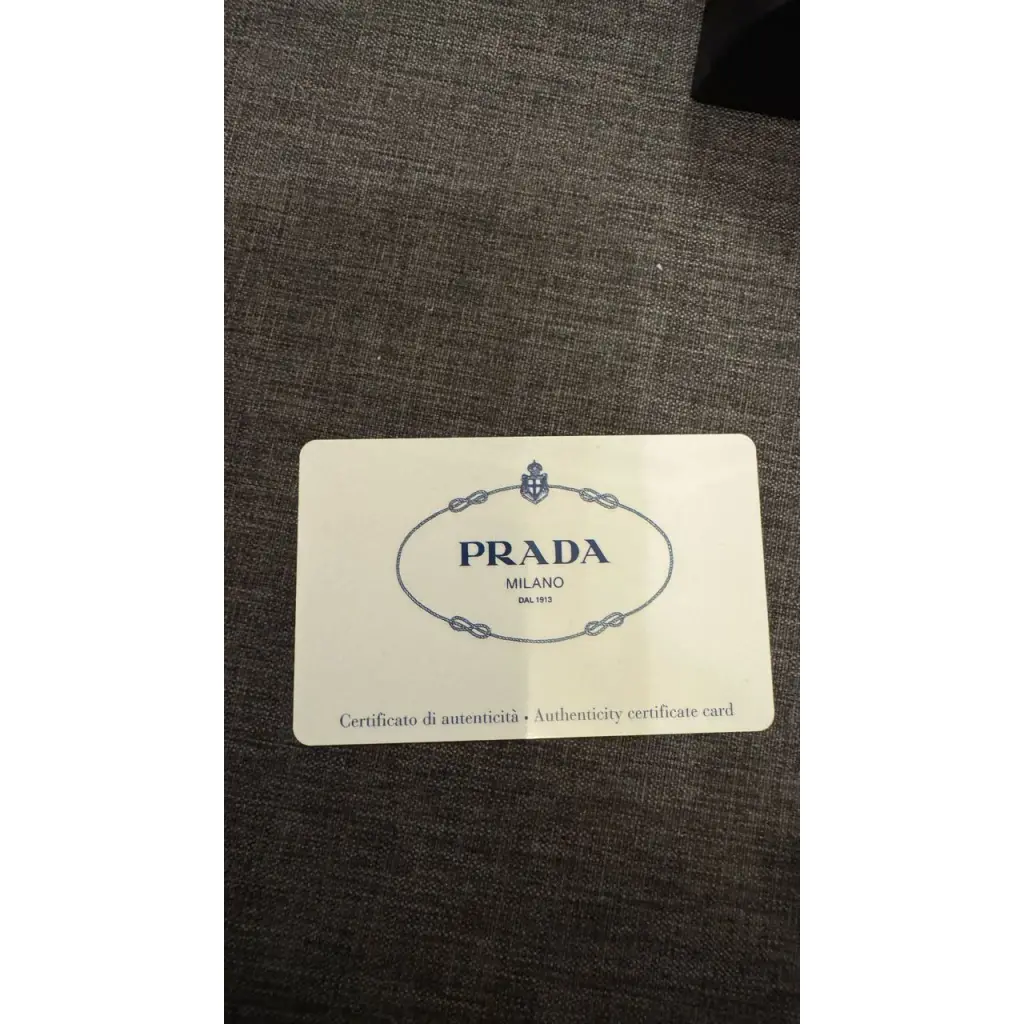 PRADA
MILANO
DAL 1913
Certificato di autenticità • Authenticity certificate card